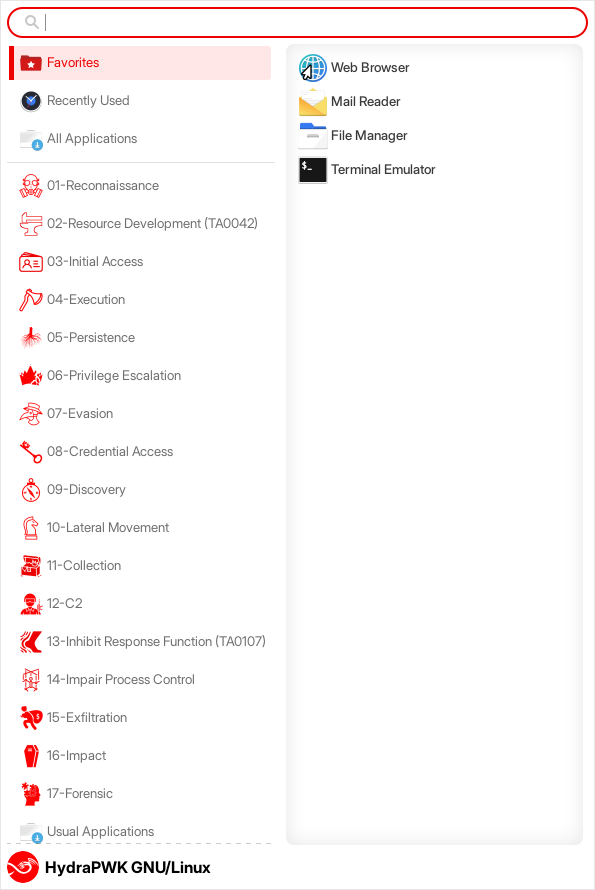 Favorites
Recently Used
All Applications
01-Reconnaissance
02-Resource Development (TA0042)
03-Initial Access
04-Execution
05-Persistence
06-Privilege Escalation
07-Evasion
08-Credential Access
09-Discovery
10-Lateral Movement
11-Collection
12-C2
13-Inhibit Response Function (TA0107)
14-Impair Process Control
15-Exfiltration
16-Impact
17-Forensic
Usual Applications
Web Browser
Mail Reader
File Manager
$_
Terminal Emulator
HydraPWK GNU/Linux